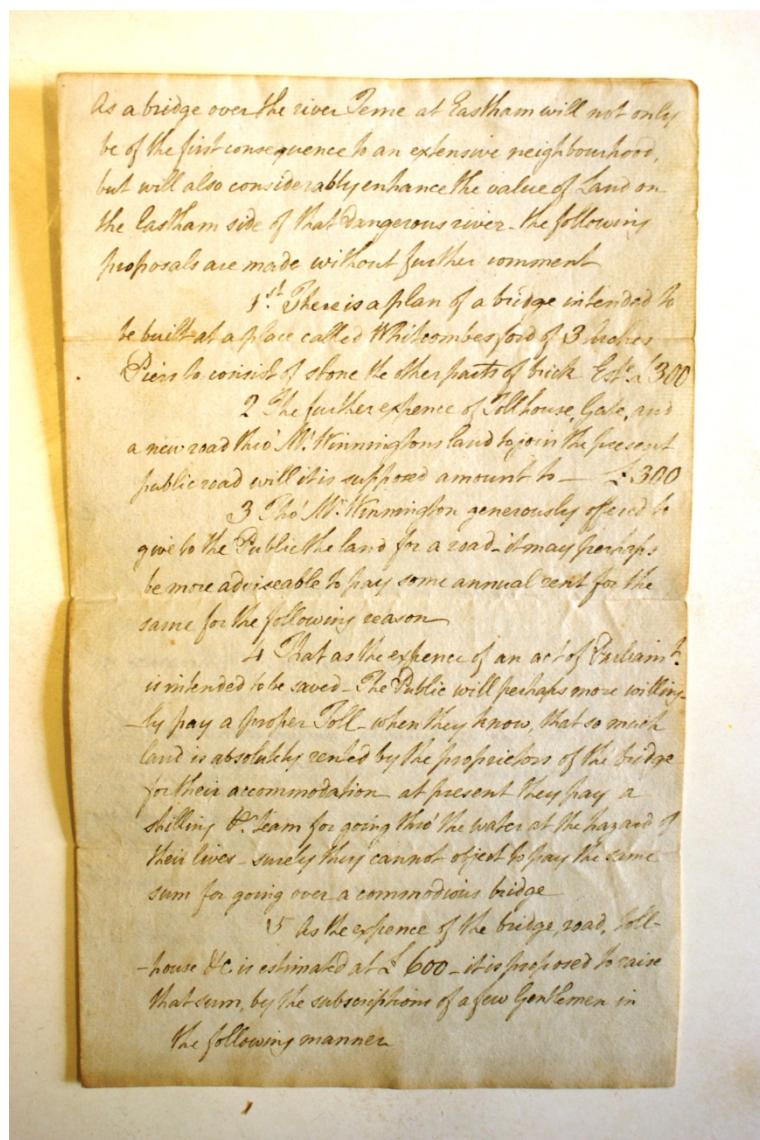 As a bridge over the river Teme at Eastham will not only
be of the first consequence to an extensive neighbourhood,
but will also considerably enhance the value of Land on
the Eastham side of that dangerous river - the following
proposals are made without further comment
1st. There is a plan of a bridge intended to
be built at a place called Whitcombes ford of 3 Arches
Piers to consist of stone the other parts of brick Estd. £300
2 The further expence of Tollhouse, Gate, and
a new road thro' Mr. Winningtons land to join the present
public road will it is supposed amount to — £300
3 Tho' Mr. Winnington generously offered to
give to the Public the land for a road - it may perhaps
be more adviseable to pay some annual rent for the
same for the following reason
4 That as the expence of an act of Parliamt.
is intended to be saved - The Public will perhaps more willing-
-ly pay a proper Toll - when they know, that so much
land is absolutely rented by the proprietors of the bridge
for their accommodation at present they pay a
shilling team for going thro' the water at the hazard of
their lives - surely they cannot object to pay the same
sum for going over a commodious bridge
5 As the expence of the bridge, road, toll-
-house &c is estimated at £600 - it is proposed to raise
that sum, by the subscriptions of a few Gentlemen in
the following manner